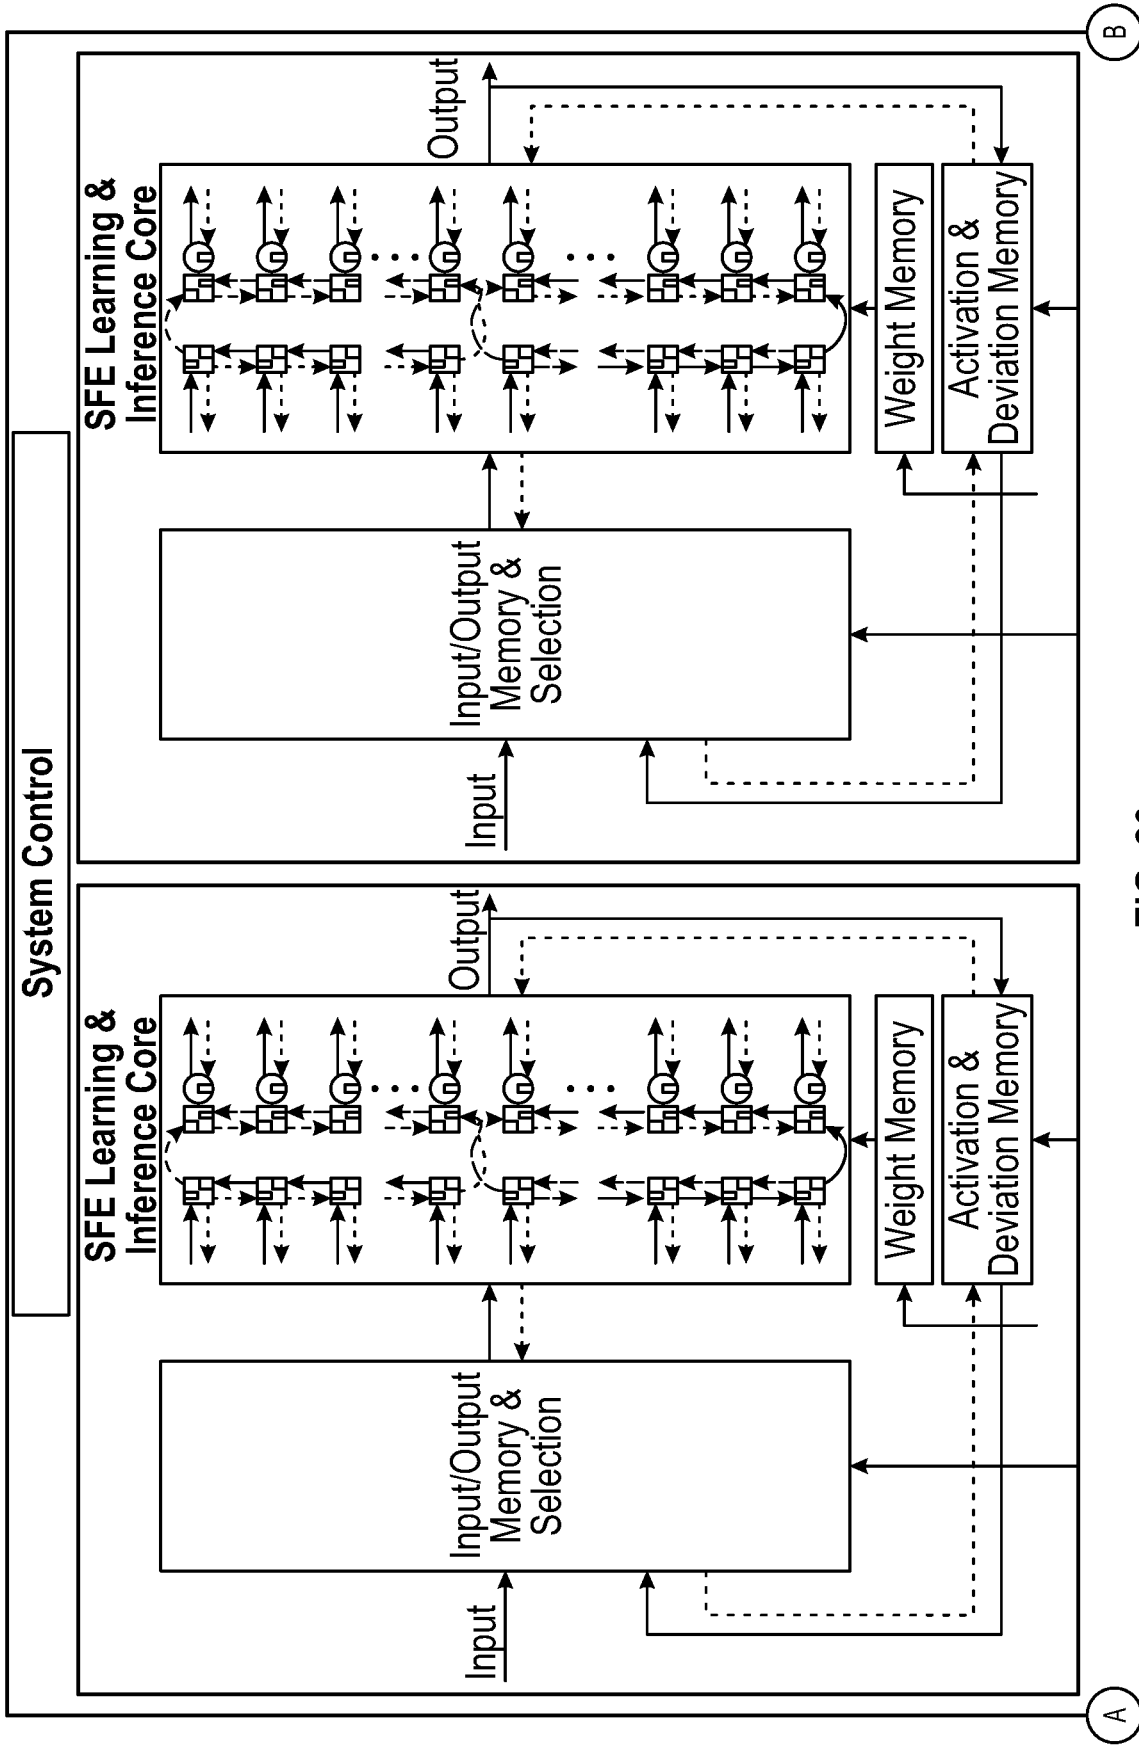 System Control
SFE Learning &
Inference Core
Input
Input/Output
Memory &
Selection
Output
Weight Memory
Activation &
Deviation Memory
SFE Learning &
Inference Core
Input
Input/Output
Memory &
Selection
Output
Weight Memory
Activation &
Deviation Memory
A
B